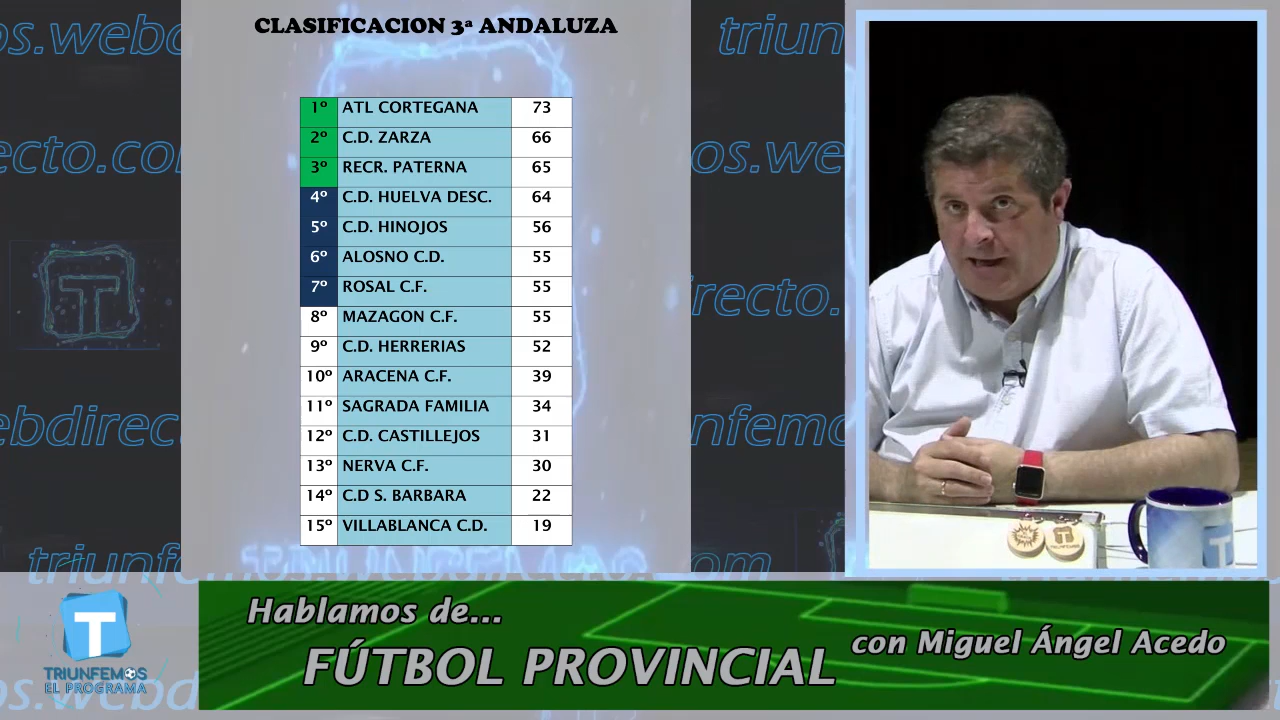 CLASIFICACION 3ª ANDALUZA
1º ATL CORTEGANA 73
2º C.D. ZARZA 66
3º RECR. PATERNA 65
4º C.D. HUELVA DESC. 64
5º C.D. HINOJOS 56
6º ALOSNO C.D. 55
7º ROSAL C.F. 55
8º MAZAGON C.F. 55
9º C.D. HERRERIAS 52
10º ARACENA C.F. 39
11º SAGRADA FAMILIA 34
12º C.D. CASTILLEJOS 31
13º NERVA C.F. 30
14º C.D S. BARBARA 22
15º VILLABLANCA C.D. 19
Hablamos de...
FÚTBOL PROVINCIAL
con Miguel Ángel Acedo
T
TRIUNFEMOS
EL PROGRAMA